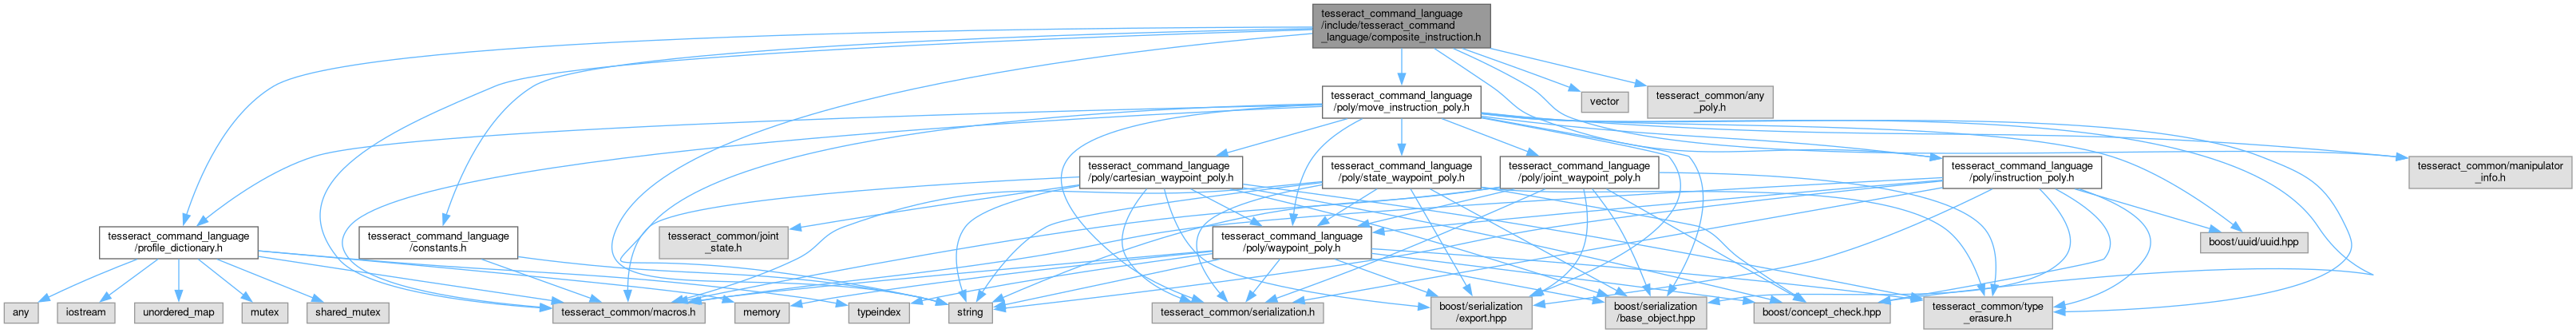 tesseract_command_language
/include/tesseract_command
_language/composite_instruction.h
tesseract_command_language
/poly/move_instruction_poly.h
vector
tesseract_common/any
_poly.h
tesseract_command_language
/poly/cartesian_waypoint_poly.h
tesseract_command_language
/poly/state_waypoint_poly.h
tesseract_command_language
/poly/joint_waypoint_poly.h
tesseract_command_language
/poly/instruction_poly.h
tesseract_common/manipulator
_info.h
tesseract_command_language
/profile_dictionary.h
tesseract_command_language
/constants.h
tesseract_common/joint
_state.h
tesseract_command_language
/poly/waypoint_poly.h
boost/uuid/uuid.hpp
any
iostream
unordered_map
mutex
shared_mutex
tesseract_common/macros.h
memory
typeindex
string
tesseract_common/serialization.h
boost/serialization
/export.hpp
boost/serialization
/base_object.hpp
boost/concept_check.hpp
tesseract_common/type
_erasure.h